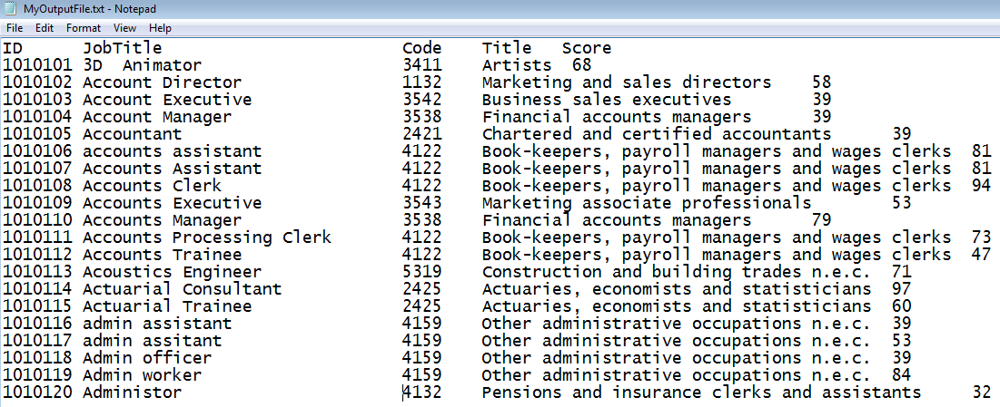 MyOutputFile.txt - Notepad
File Edit Format View Help
ID JobTitle Code Title Score
1010101 3D  Animator 3411 Artists 68
1010102 Account Director 1132 Marketing and sales directors 58
1010103 Account Executive 3542 Business sales executives 39
1010104 Account Manager 3538 Financial accounts managers 39
1010105 Accountant 2421 Chartered and certified accountants 39
1010106 accounts assistant 4122 Book-keepers, payroll managers and wages clerks 81
1010107 Accounts Assistant 4122 Book-keepers, payroll managers and wages clerks 81
1010108 Accounts Clerk 4122 Book-keepers, payroll managers and wages clerks 94
1010109 Accounts Executive 3543 Marketing associate professionals 53
1010110 Accounts Manager 3538 Financial accounts managers 79
1010111 Accounts Processing Clerk 4122 Book-keepers, payroll managers and wages clerks 73
1010112 Accounts Trainee 4122 Book-keepers, payroll managers and wages clerks 47
1010113 Acoustics Engineer 5319 Construction and building trades n.e.c. 71
1010114 Actuarial Consultant 2425 Actuaries, economists and statisticians 97
1010115 Actuarial Trainee 2425 Actuaries, economists and statisticians 60
1010116 admin assistant 4159 Other administrative occupations n.e.c. 39
1010117 admin assitant 4159 Other administrative occupations n.e.c. 53
1010118 Admin officer 4159 Other administrative occupations n.e.c. 39
1010119 Admin worker 4159 Other administrative occupations n.e.c. 84
1010120 Administor 4132 Pensions and insurance clerks and assistants 32